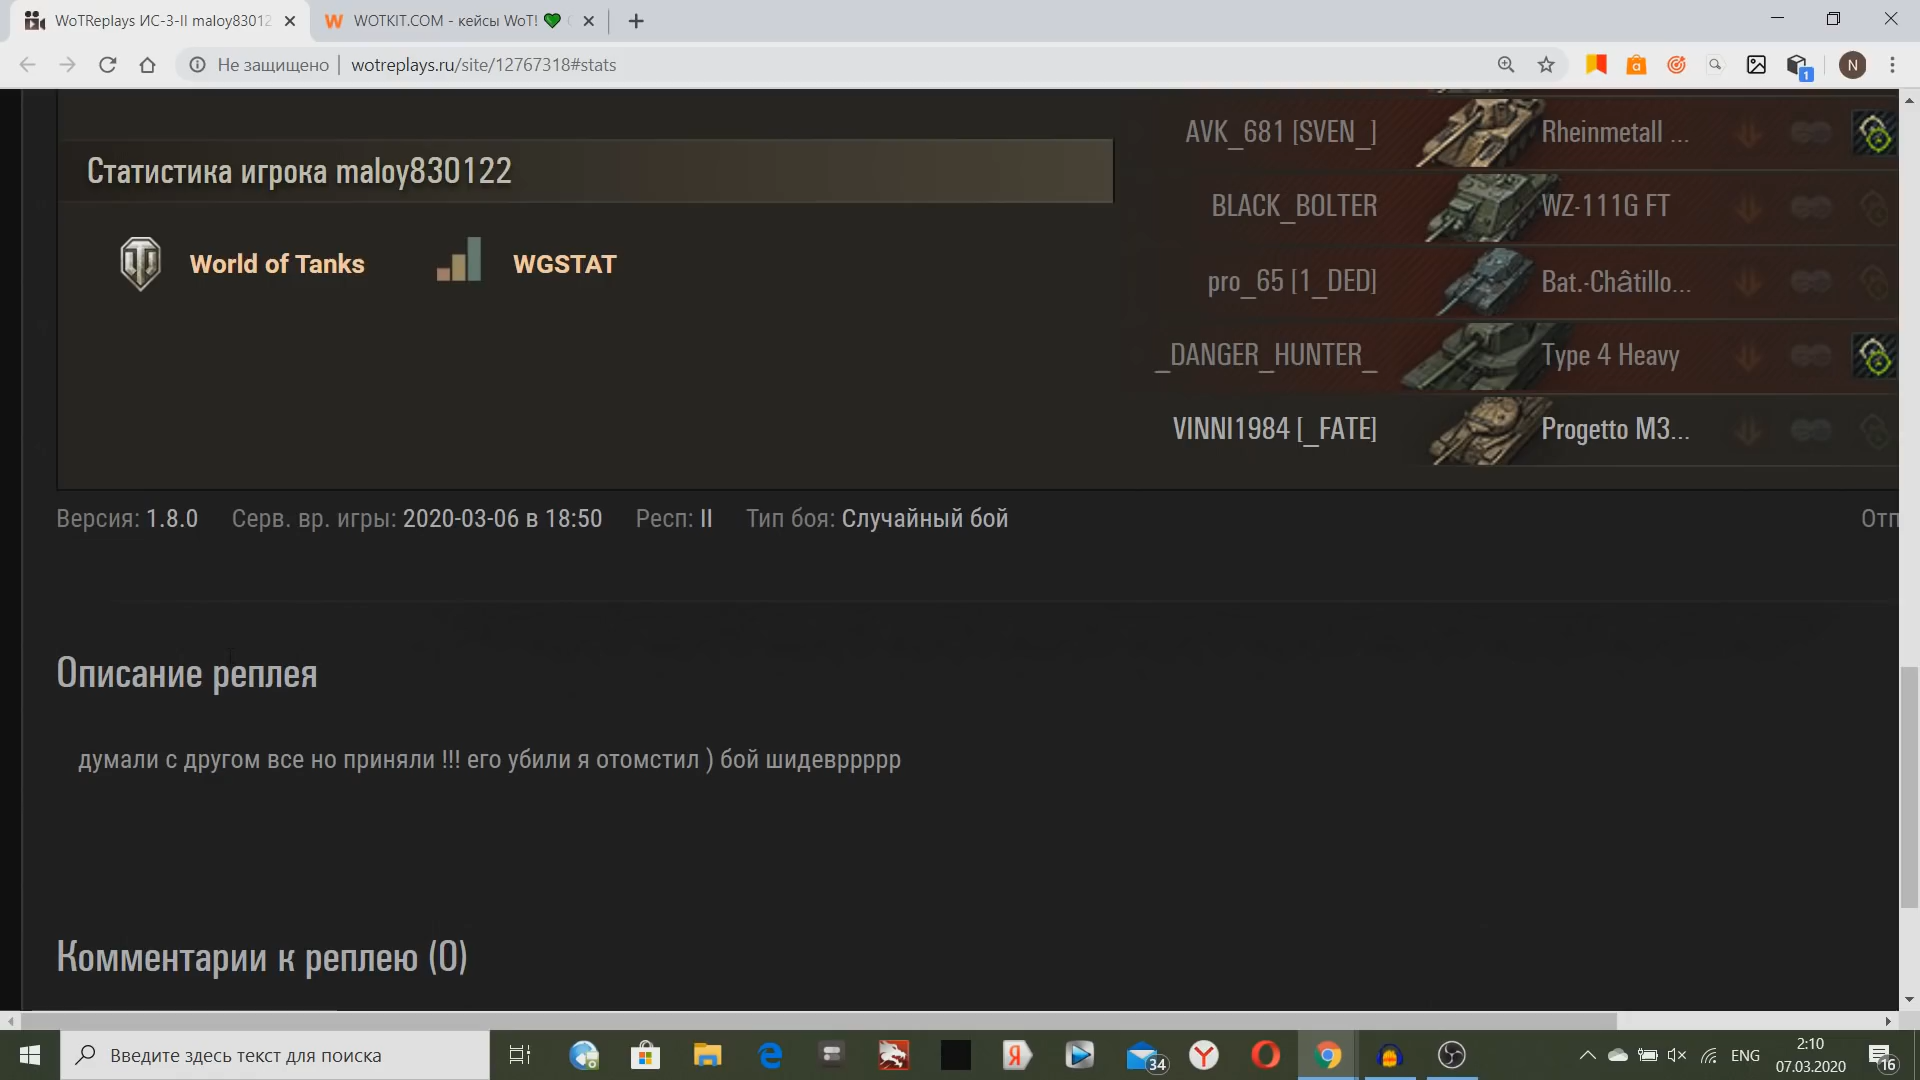 WoTReplays ИС-3-II maloy830122
WOTKIT.COM - кейсы WoT! 💚
Не защищено
wotreplays.ru/site/12767318#stats
N
1
Статистика игрока maloy830122
World of Tanks
WGSTAT
AVK_681 [SVEN_] Rheinmetall ...
BLACK_BOLTER WZ-111G FT
pro_65 [1_DED] Bat.-Châtillo...
_DANGER_HUNTER_ Type 4 Heavy
VINNI1984 [_FATE] Progetto M3...
Версия: 1.8.0 Серв. вр. игры: 2020-03-06 в 18:50 Респ: II Тип боя: Случайный бой Отп
Описание реплея
думали с другом все но приняли !!! его убили я отомстил ) бой шидеврррpp
Комментарии к реплею (0)
Введите здесь текст для поиска
34
ENG
2:10
07.03.2020
16